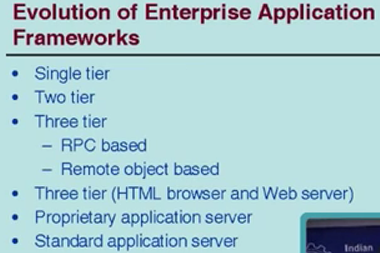 Evolution of Enterprise Application
Frameworks
• Single tier
• Two tier
• Three tier
– RPC based
– Remote object based
• Three tier (HTML browser and Web server)
• Proprietary application server
• Standard application server
Indian